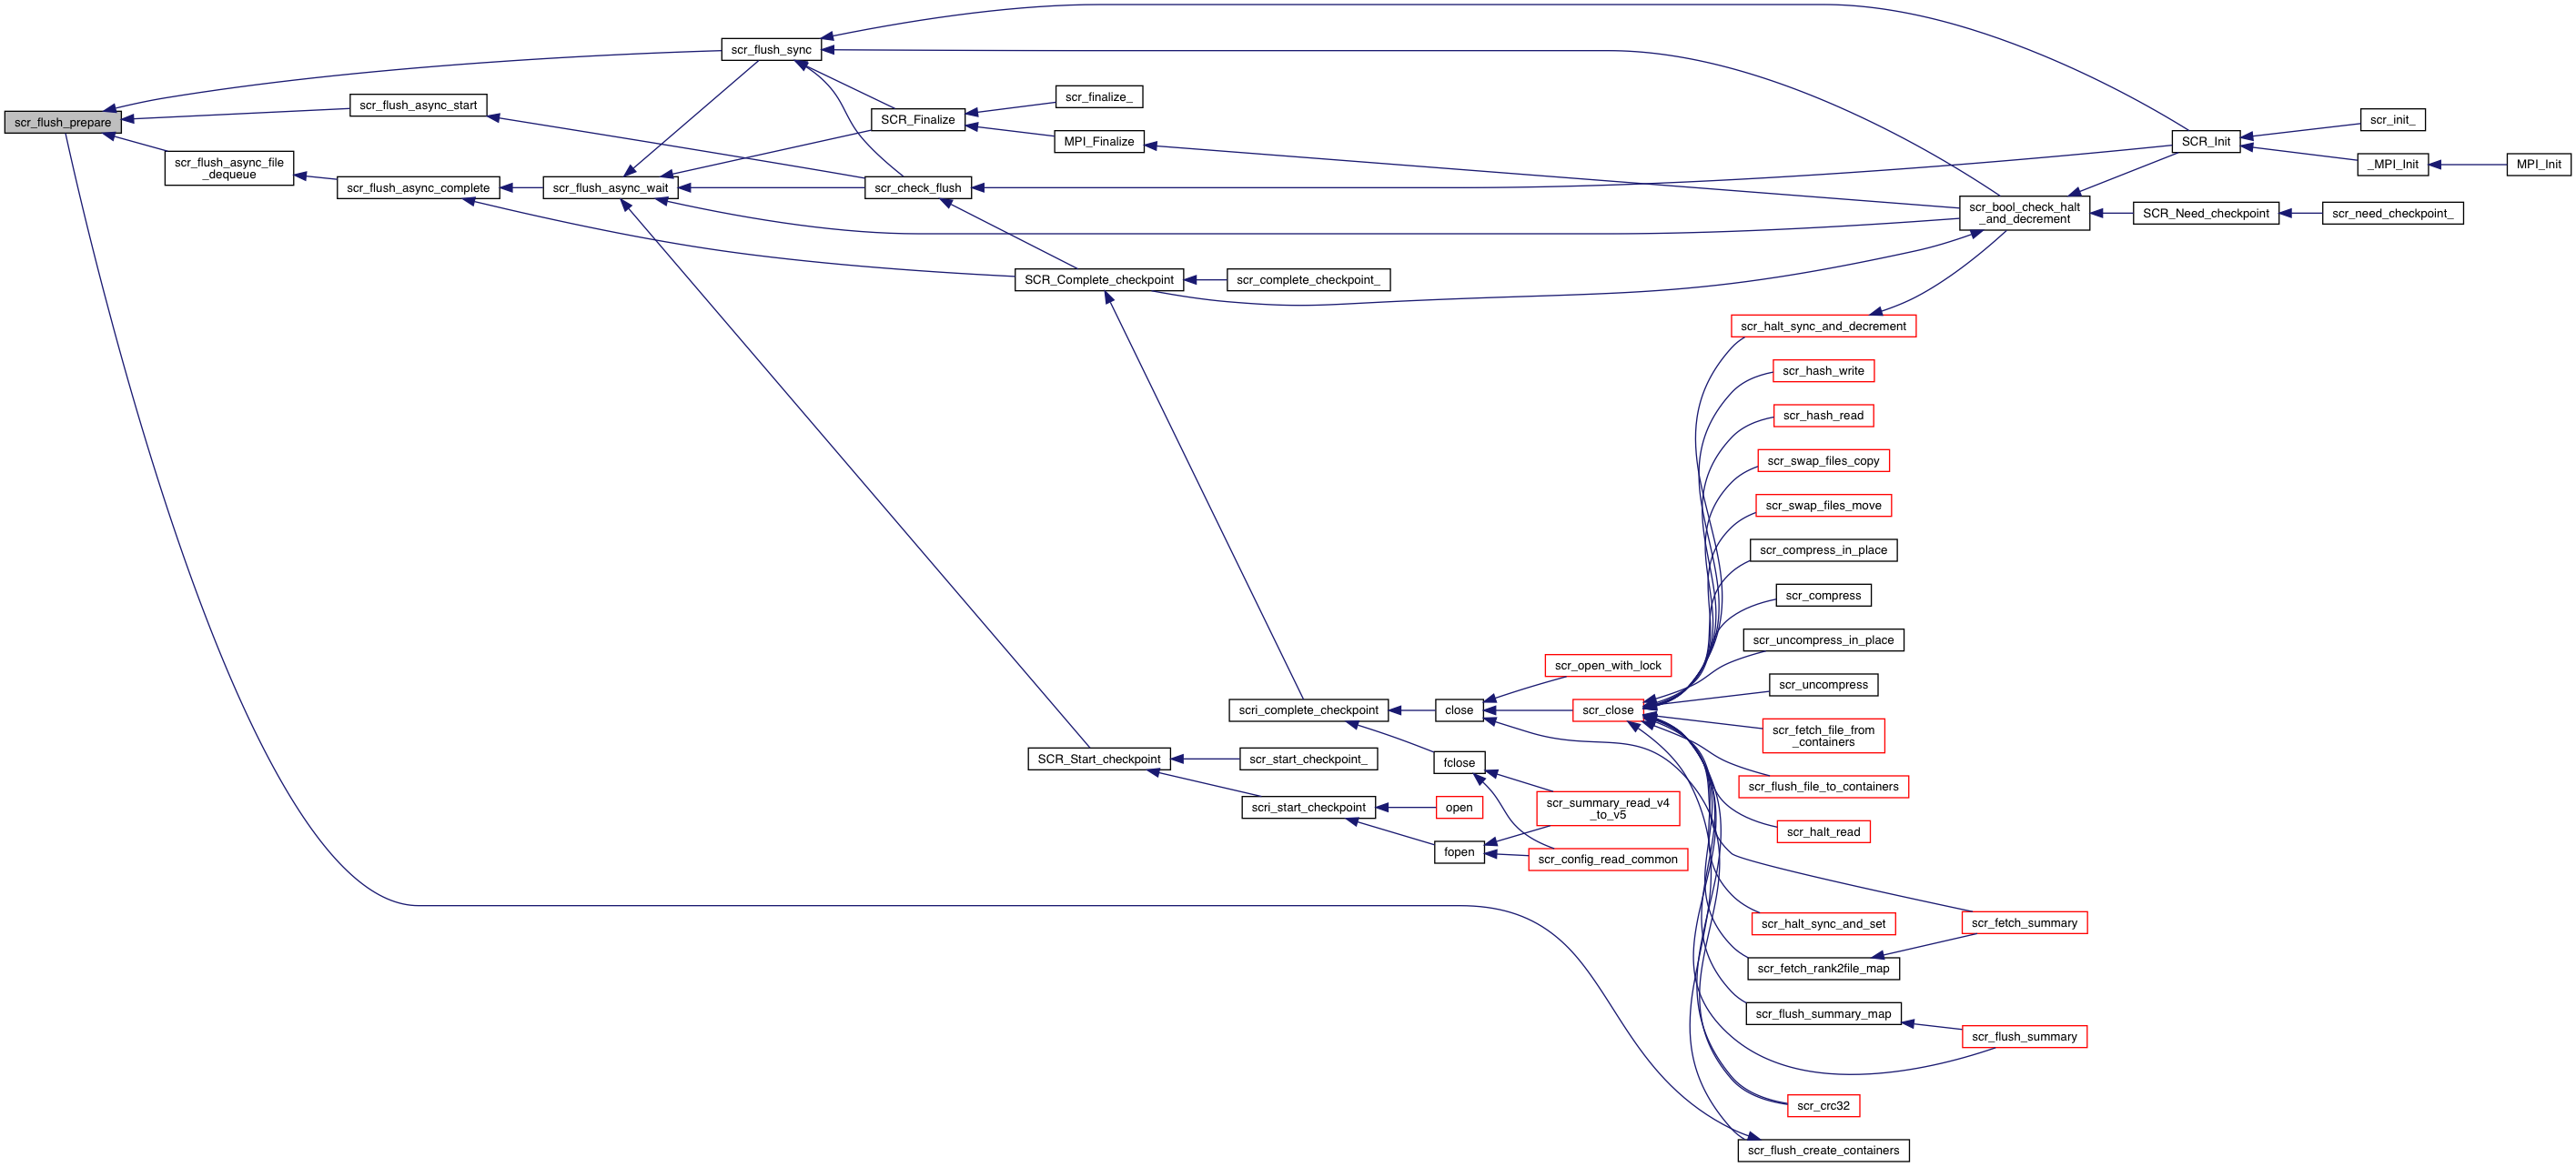 scr_flush_sync
scr_finalize_
scr_flush_async_start
SCR_Finalize
scr_init_
scr_flush_prepare
MPI_Finalize
SCR_Init
scr_flush_async_file
_dequeue
_MPI_Init
MPI_Init
scr_flush_async_complete
scr_flush_async_wait
scr_check_flush
scr_bool_check_halt
_and_decrement
SCR_Need_checkpoint
scr_need_checkpoint_
SCR_Complete_checkpoint
scr_complete_checkpoint_
scr_halt_sync_and_decrement
scr_hash_write
scr_hash_read
scr_swap_files_copy
scr_swap_files_move
scr_compress_in_place
scr_compress
scr_uncompress_in_place
scr_open_with_lock
scr_uncompress
scri_complete_checkpoint
close
scr_close
scr_fetch_file_from
_containers
SCR_Start_checkpoint
scr_start_checkpoint_
fclose
scr_flush_file_to_containers
scri_start_checkpoint
open
scr_summary_read_v4
_to_v5
scr_halt_read
fopen
scr_config_read_common
scr_halt_sync_and_set
scr_fetch_summary
scr_fetch_rank2file_map
scr_flush_summary_map
scr_flush_summary
scr_crc32
scr_flush_create_containers